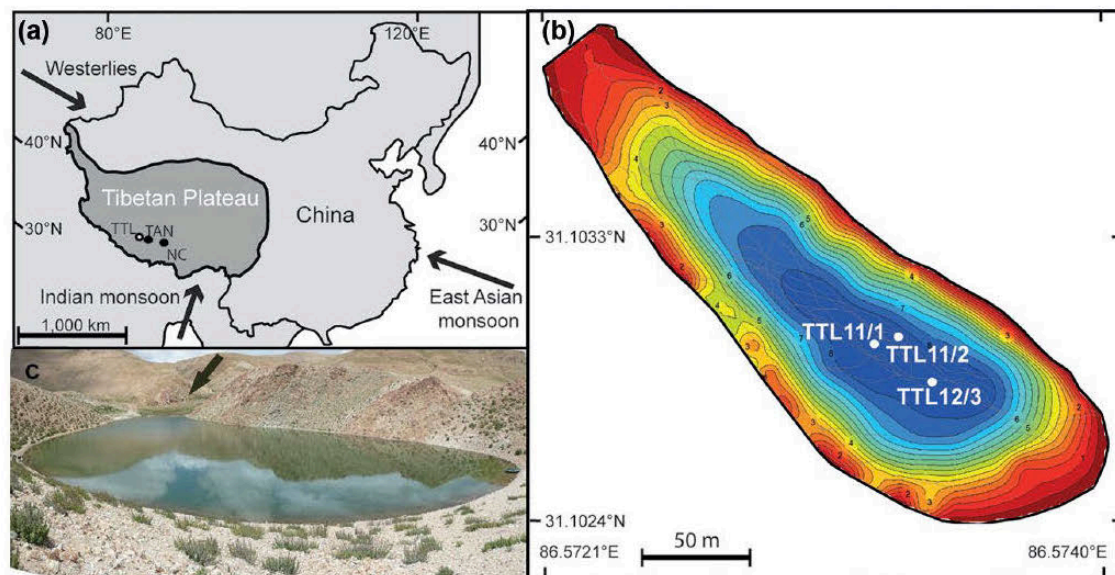 (a)
80°E
120°E
Westerlies
40°N
40°N
Tibetan Plateau
China
30°N
30°N
TTL
TAN
NC
Indian monsoon
East Asian
monsoon
1,000 km
c
(b)
31.1033°N
TTL11/1
TTL11/2
TTL12/3
31.1024°N
86.5721°E
50 m
86.5740°E